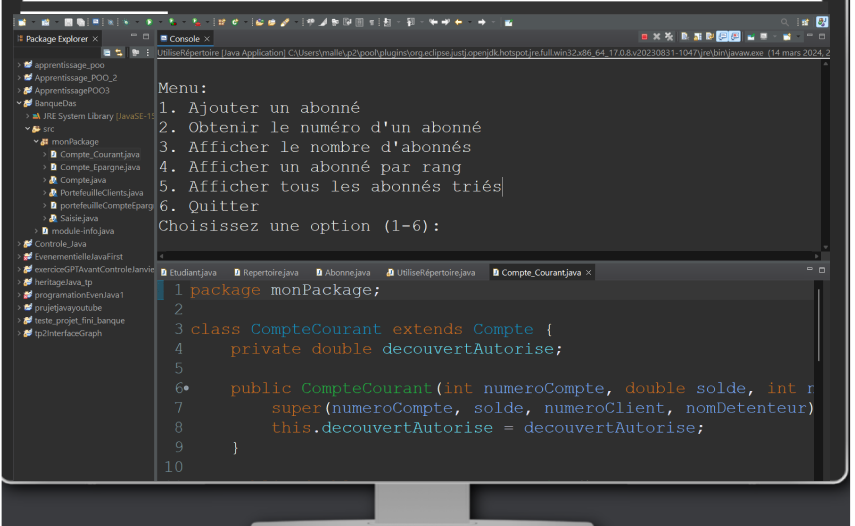 Package Explorer ×
apprentissage_poo
Apprentissage_POO_2
ApprentissagePOO3
BanqueDas
JRE System Library [JavaSE-15
src
monPackage
Compte_Courant.java
Compte_Epargne.java
Compte.java
PortefeuilleClients.java
portefeuilleCompteEparg
Saisie.java
module-info.java
Controle_Java
EvenementielleJavaFirst
exerciceGPTAvantControleJanvie
heritageJava_tp
programationEvenJava1
prujetjavayoutube
teste_projet_fini_banque
tp2InterfaceGraph
Console ×
UtiliseRépertoire [Java Application] C:\Users\malle\.p2\pool\plugins\org.eclipse.justj.openjdk.hotspot.jre.full.win32.x86_64_17.0.8.v20230831-1047\jre\bin\javaw.exe (14 mars 2024, 2
Menu:
1. Ajouter un abonné
2. Obtenir le numéro d'un abonné
3. Afficher le nombre d'abonnés
4. Afficher un abonné par rang
5. Afficher tous les abonnés triés
6. Quitter
Choisissez une option (1-6):
Etudiant.java Repertoire.java Abonne.java UtiliseRépertoire.java Compte_Courant.java ×
1 package monPackage;
2
3 class CompteCourant extends Compte {
4 private double decouvertAutorise;
5
6 public CompteCourant(int numeroCompte, double solde, int n
7 super(numeroCompte, solde, numeroClient, nomDetenteur)
8 this.decouvertAutorise = decouvertAutorise;
9 }
10